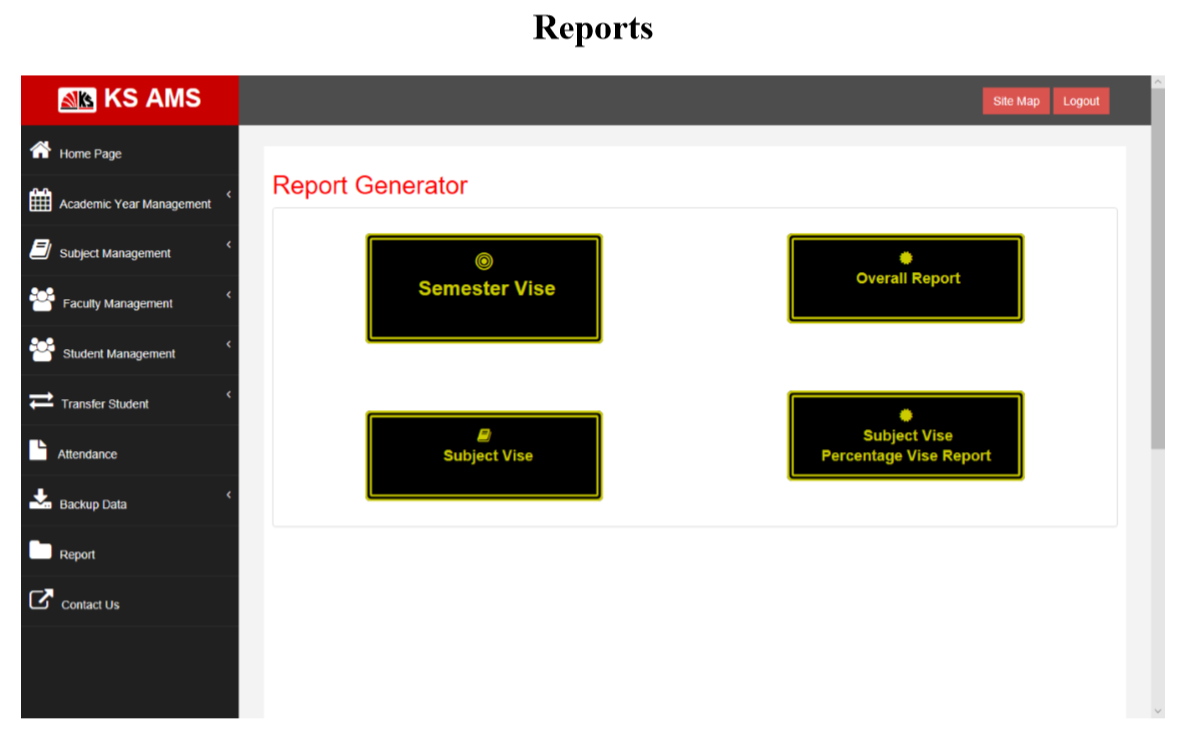 Reports
KS KS AMS
Site Map Logout
Home Page
Academic Year Management
Subject Management
Faculty Management
Student Management
Transfer Student
Attendance
Backup Data
Report
Contact Us
Report Generator
Semester Vise
Overall Report
Subject Vise
Subject Vise
Percentage Vise Report